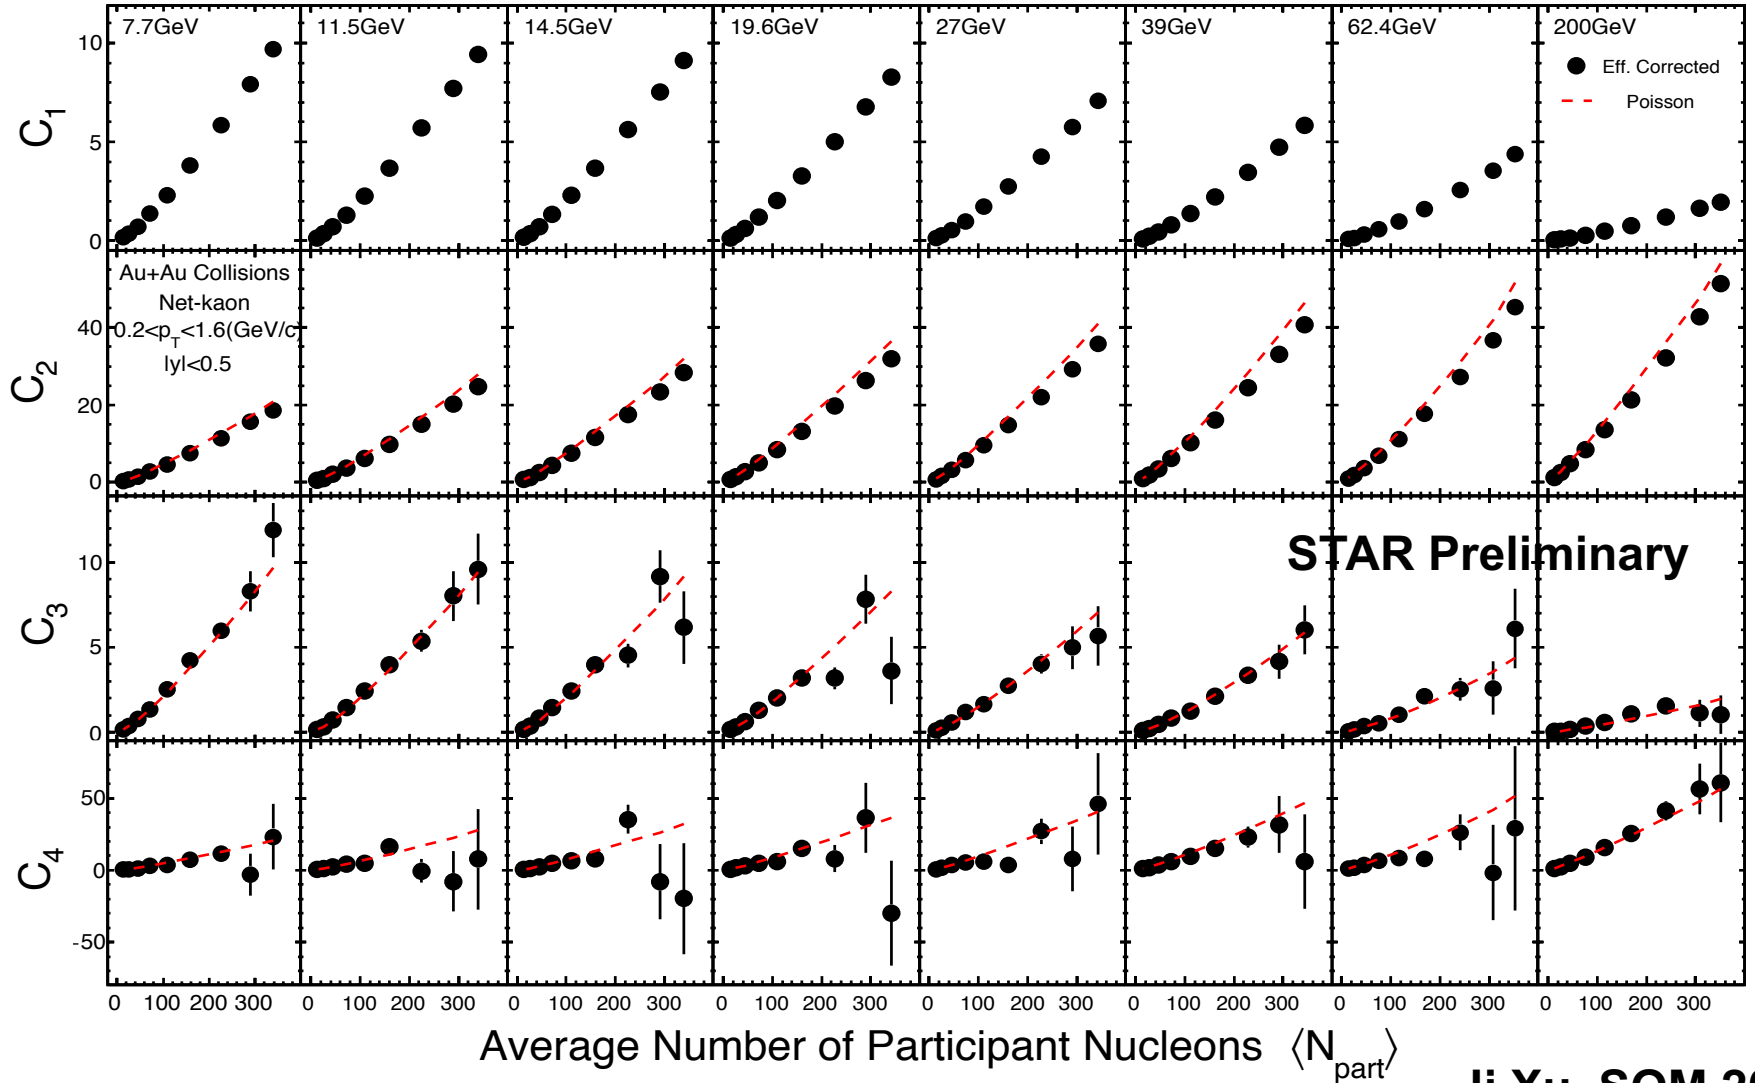 7.7GeV 11.5GeV 14.5GeV 19.6GeV 27GeV 39GeV 62.4GeV 200GeV
Eff. Corrected
Poisson
C1
10
5
0
Au+Au Collisions
Net-kaon
0.2<pT<1.6(GeV/c)
|y|<0.5
C2
40
20
0
STAR Preliminary
C3
10
5
0
C4
50
0
-50
0 100 200 300 0 100 200 300 0 100 200 300 0 100 200 300 0 100 200 300 0 100 200 300 0 100 200 300 0 100 200 300
Average Number of Participant Nucleons ⟨Npart⟩